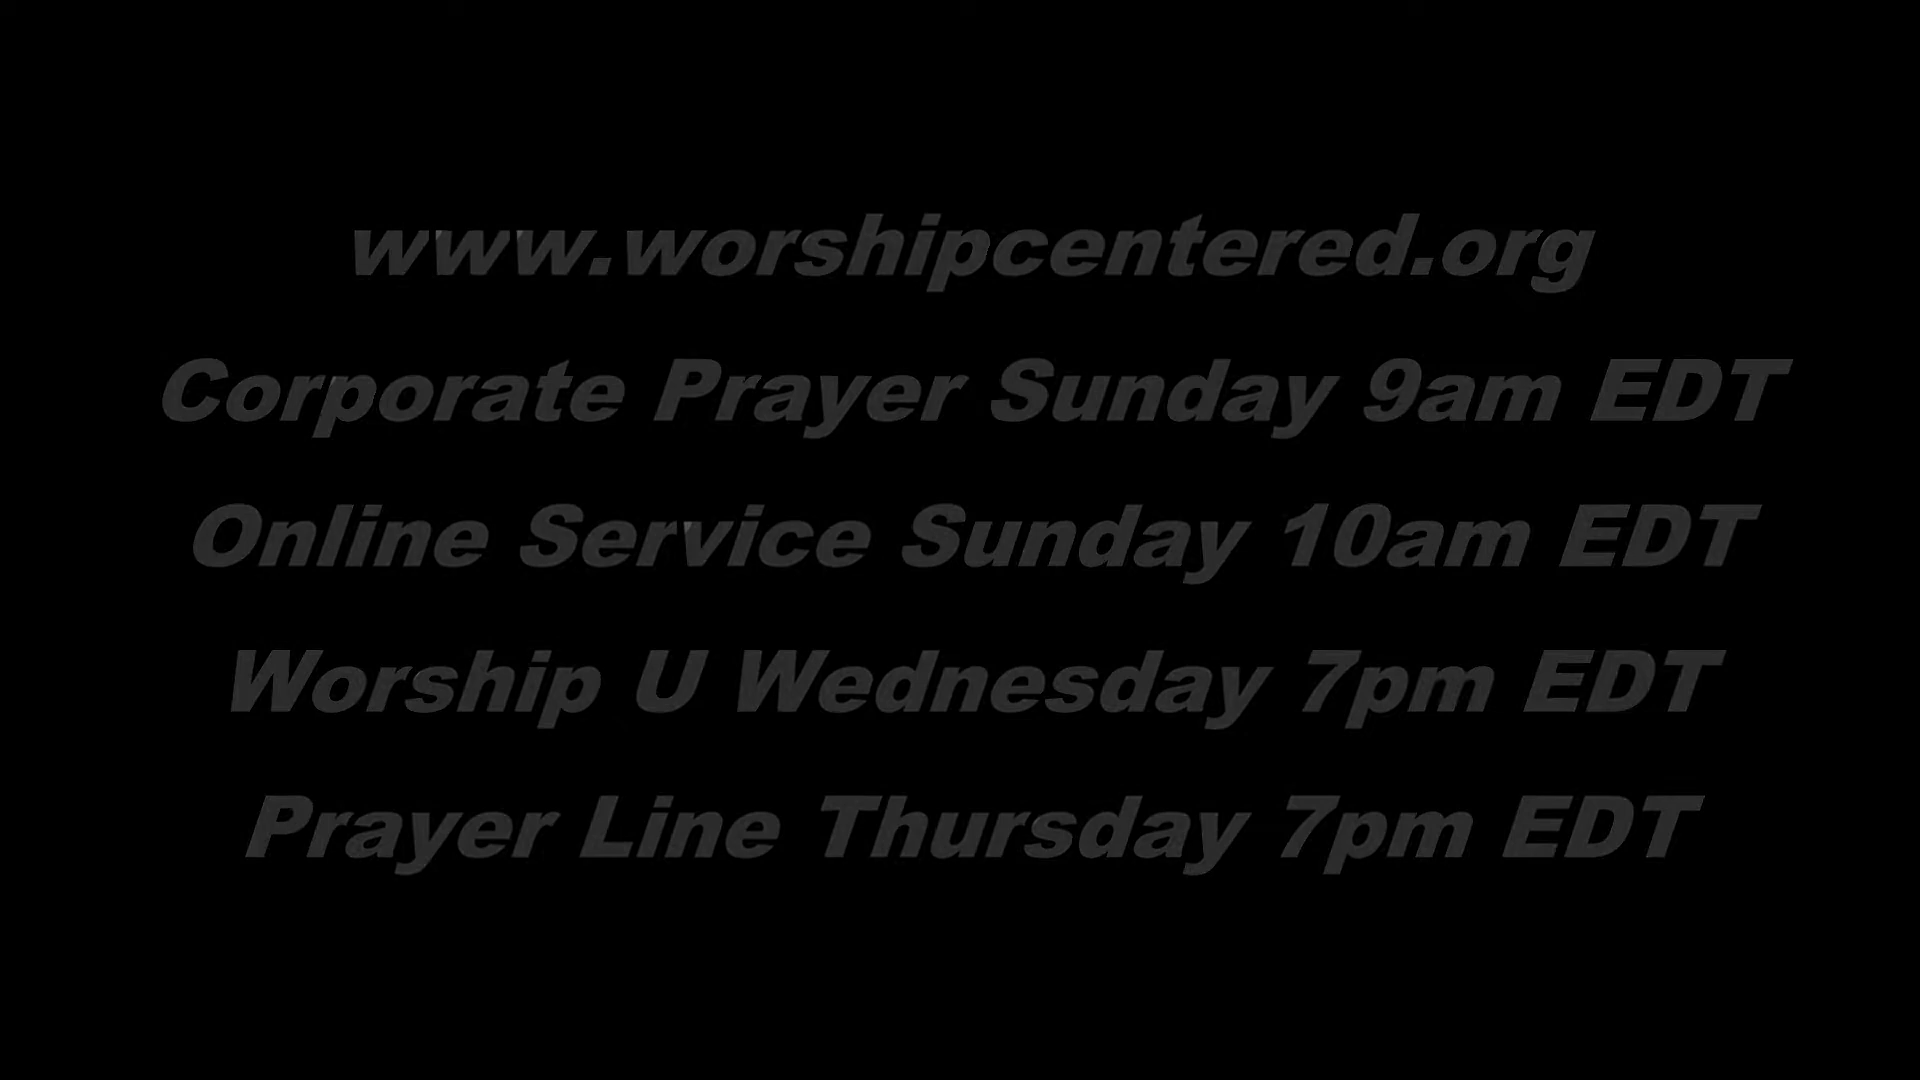 www.worshipcentered.org
Corporate Prayer Sunday 9am EDT
Online Service Sunday 10am EDT
Worship U Wednesday 7pm EDT
Prayer Line Thursday 7pm EDT